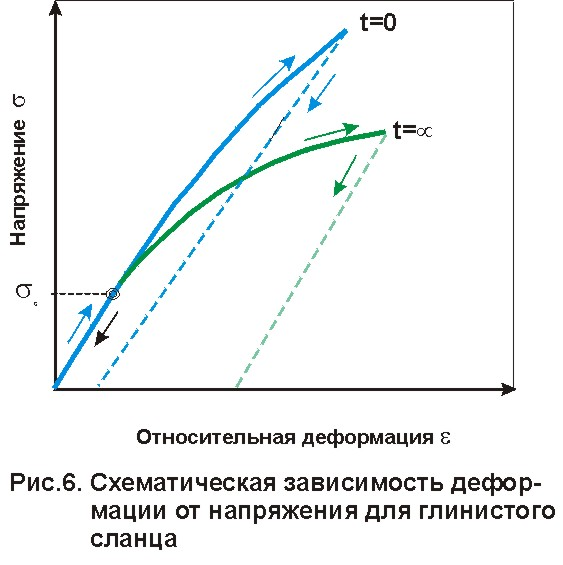 t=0
t=∝
Напряжение σ
σ₀
Относительная деформация ε
Рис.6. Схематическая зависимость дефор-
мации от напряжения для глинистого
сланца